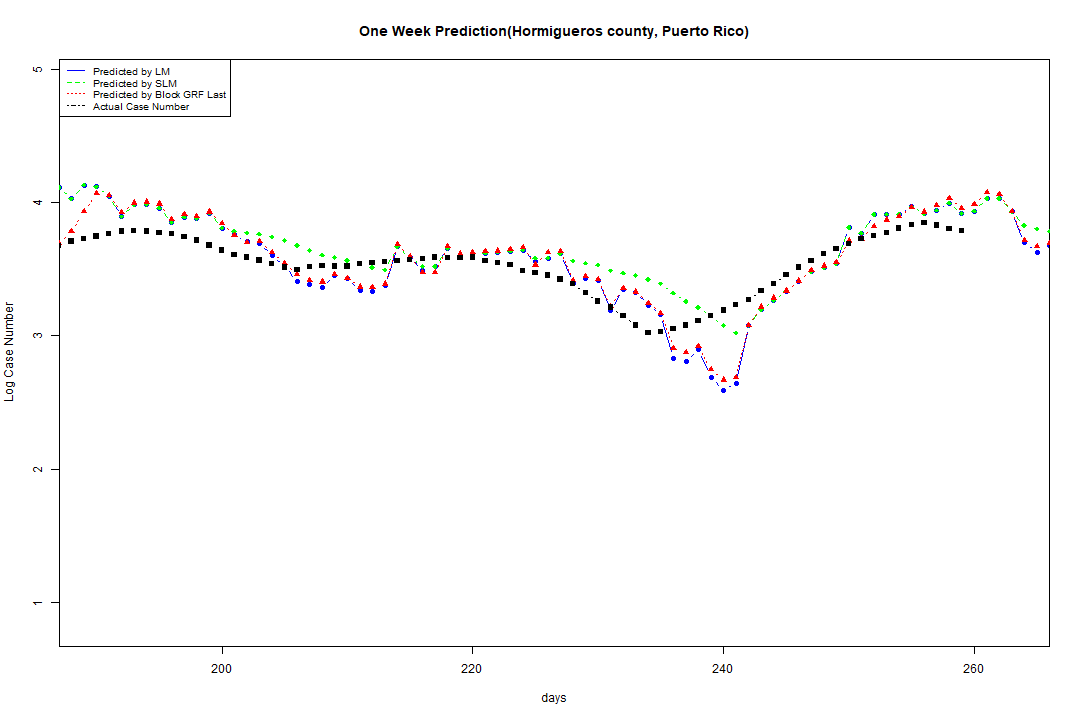 One Week Prediction(Hormigueros county, Puerto Rico)
Predicted by LM
Predicted by SLM
Predicted by Block GRF Last
Actual Case Number
5
4
3
2
1
Log Case Number
200 220 240 260
days